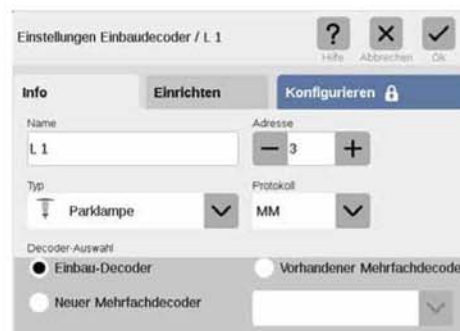 Einstellungen Einbaudecoder / L 1
?
Hilfe Abbrechen Ok
Info Einrichten Konfigurieren
Name Adresse
L 1 3
Typ Protokoll
Parklampe MM
Decoder-Auswahl
Einbau-Decoder Vorhandener Mehrfachdecode
Neuer Mehrfachdecoder